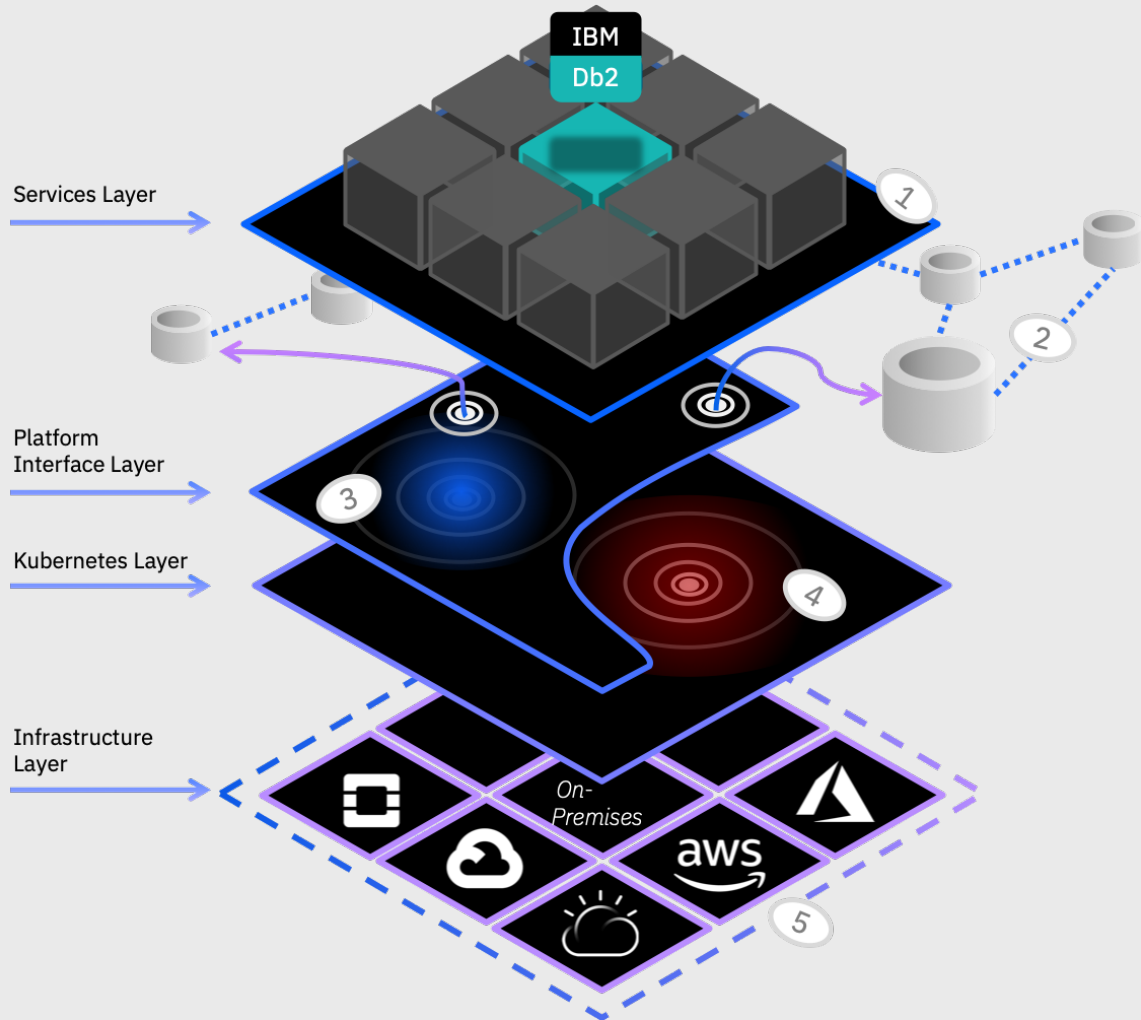 IBM
Db2
Services Layer
1
2
Platform
Interface Layer
3
Kubernetes Layer
4
Infrastructure
Layer
On-
Premises
aws
5